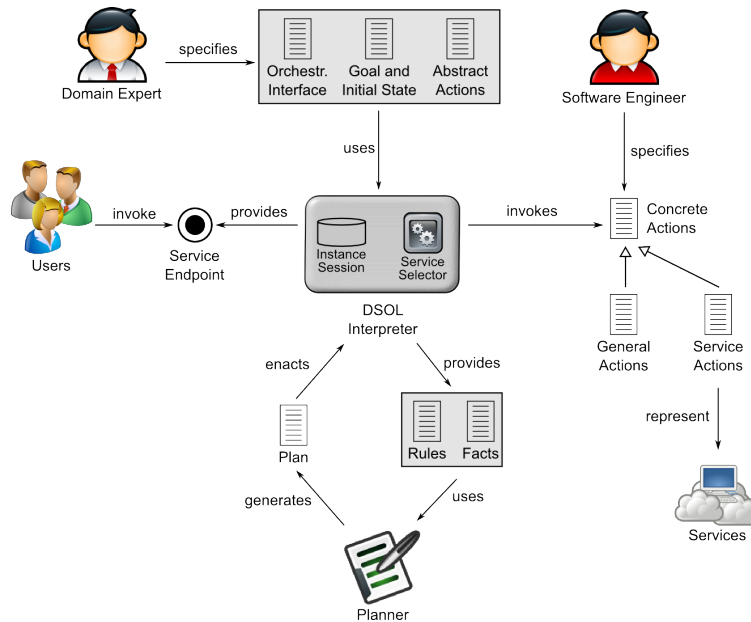 specifies
Domain Expert
Orchestr.
Interface
Goal and
Initial State
Abstract
Actions
Software Engineer
uses
specifies
Users
invoke
Service
Endpoint
provides
Instance
Session
Service
Selector
invokes
Concrete
Actions
DSOL
Interpreter
General
Actions
Service
Actions
enacts
provides
Plan
Rules
Facts
represent
generates
uses
Services
Planner